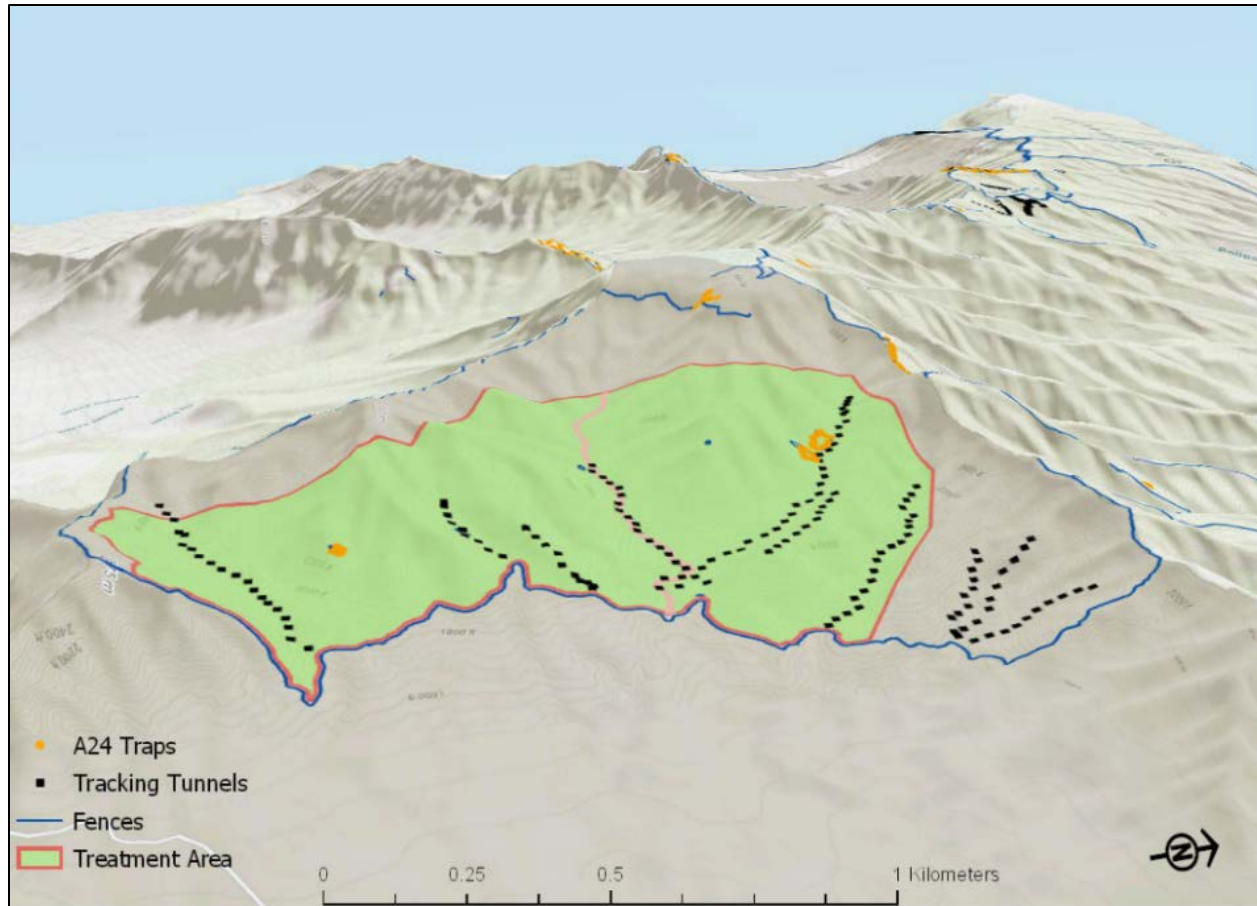 A24 Traps
Tracking Tunnels
Fences
Treatment Area
0
0.25
0.5
1 Kilometers
N